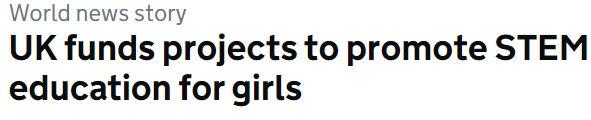 World news story
UK funds projects to promote STEM
education for girls